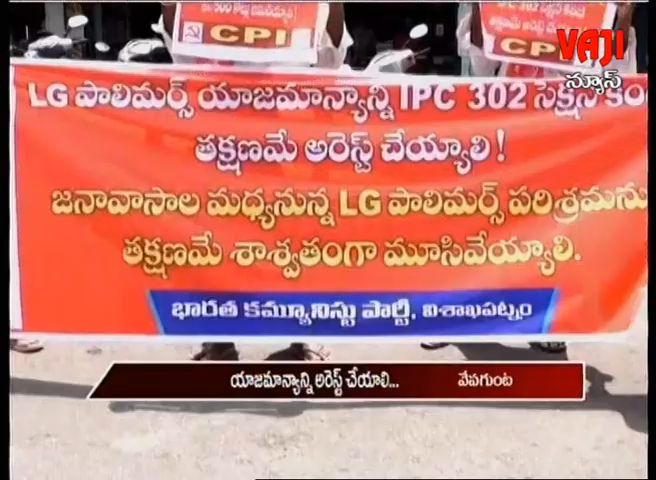 CPI
VAJI
న్యూస్
LG పాలిమర్స్ యాజమాన్యాన్ని IPC 302 సెక్షన్
తక్షణమే అరెస్ట్ చేయ్యాలి!
జనావాసాల మధ్యనున్న LG పాలిమర్స్ పరిశ్రమను
తక్షణమే శాశ్వతంగా మూసివేయ్యాలి.
భారత కమ్యూనిస్టు పార్టీ, విశాఖపట్నం
యాజమాన్యాన్ని అరెస్ట్ చేయాలి... వేపగుంట
VAJI